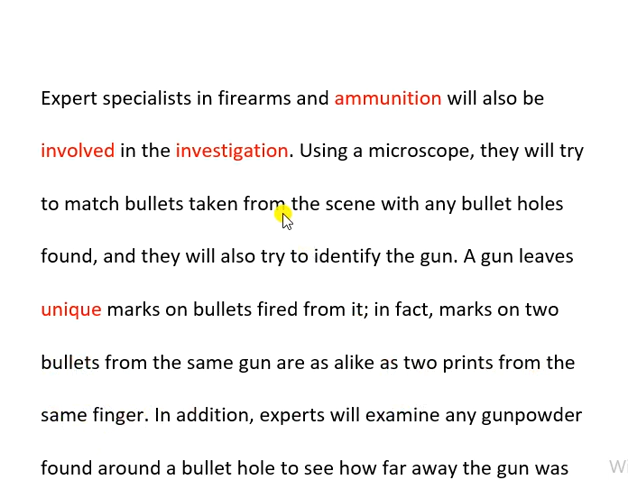 Expert specialists in firearms and ammunition will also be
involved in the investigation. Using a microscope, they will try
to match bullets taken from the scene with any bullet holes
found, and they will also try to identify the gun. A gun leaves
unique marks on bullets fired from it; in fact, marks on two
bullets from the same gun are as alike as two prints from the
same finger. In addition, experts will examine any gunpowder
found around a bullet hole to see how far away the gun was